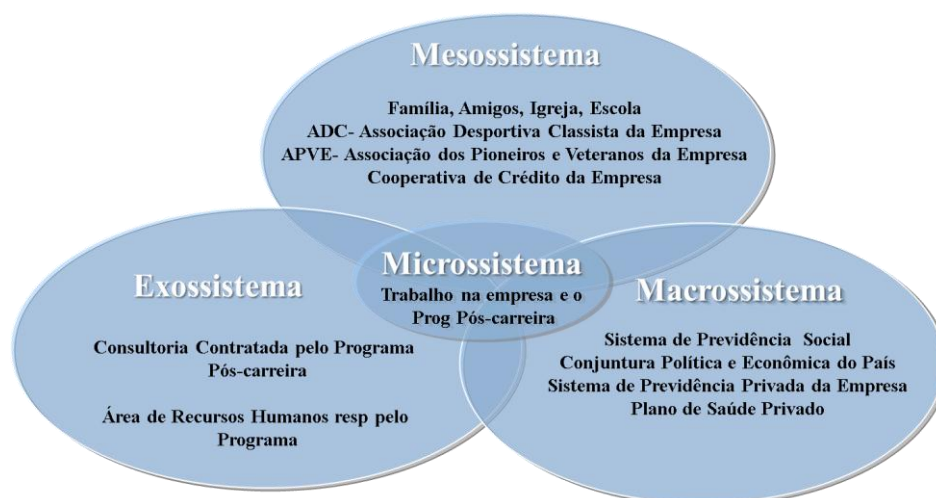 Mesossistema
Família, Amigos, Igreja, Escola
ADC- Associação Desportiva Classista da Empresa
APVE- Associação dos Pioneiros e Veteranos da Empresa
Cooperativa de Crédito da Empresa
Microssistema
Trabalho na empresa e o
Prog Pós-carreira
Exossistema
Consultoria Contratada pelo Programa
Pós-carreira
Área de Recursos Humanos resp pelo
Programa
Macrossistema
Sistema de Previdência Social
Conjuntura Política e Econômica do País
Sistema de Previdência Privada da Empresa
Plano de Saúde Privado